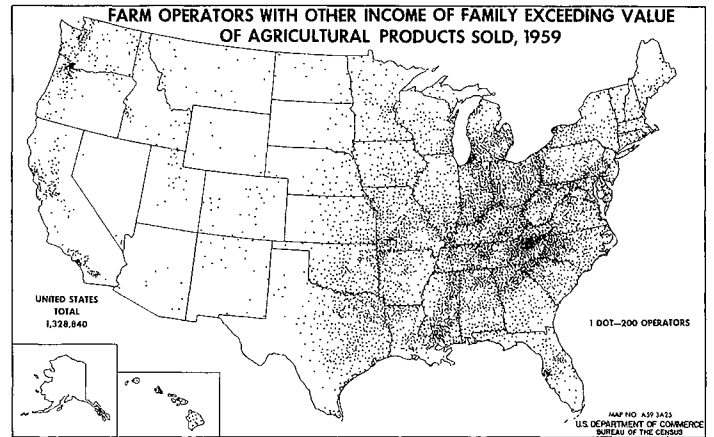 FARM OPERATORS WITH OTHER INCOME OF FAMILY EXCEEDING VALUE
OF AGRICULTURAL PRODUCTS SOLD, 1959
UNITED STATES
TOTAL
1,328,840
1 DOT—200 OPERATORS
MAP NO. A59 3A25
U.S. DEPARTMENT OF COMMERCE
BUREAU OF THE CENSUS